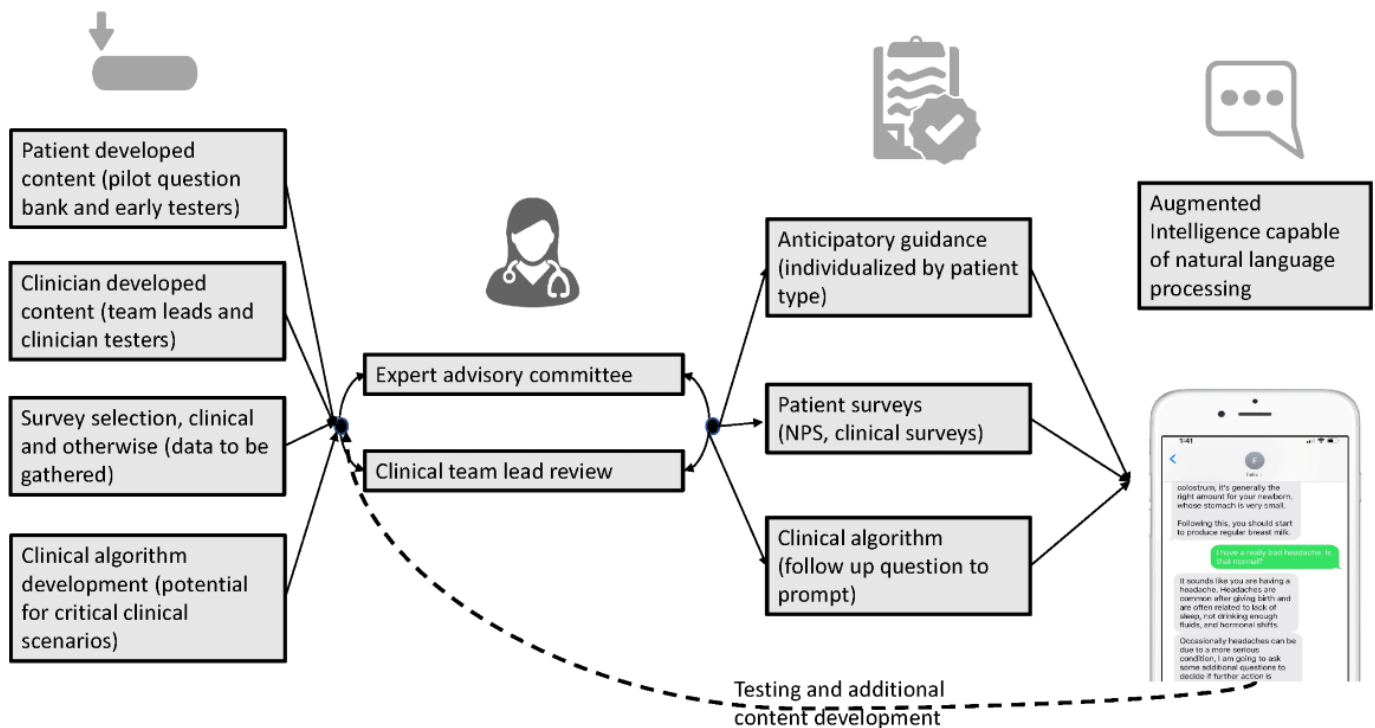 Patient developed
content (pilot question
bank and early testers)
Clinician developed
content (team leads and
clinician testers)
Survey selection, clinical
and otherwise (data to be
gathered)
Clinical algorithm
development (potential
for critical clinical
scenarios)
Expert advisory committee
Clinical team lead review
Anticipatory guidance
(individualized by patient
type)
Patient surveys
(NPS, clinical surveys)
Clinical algorithm
(follow up question to
prompt)
Augmented
Intelligence capable
of natural language
processing
1:41
F
colostrum, it's generally the
right amount for your newborn,
whose stomach is very small.
Following this, you should start
to produce regular breast milk.
I have a really bad headache. Is
that normal?
It sounds like you are having a
headache. Headaches are
common after giving birth and
are often related to lack of
sleep, not drinking enough
fluids, and hormonal shifts.
Occasionally headaches can be
due to a more serious
condition, I am going to ask
some additional questions to
decide if further action is
Testing and additional
content development